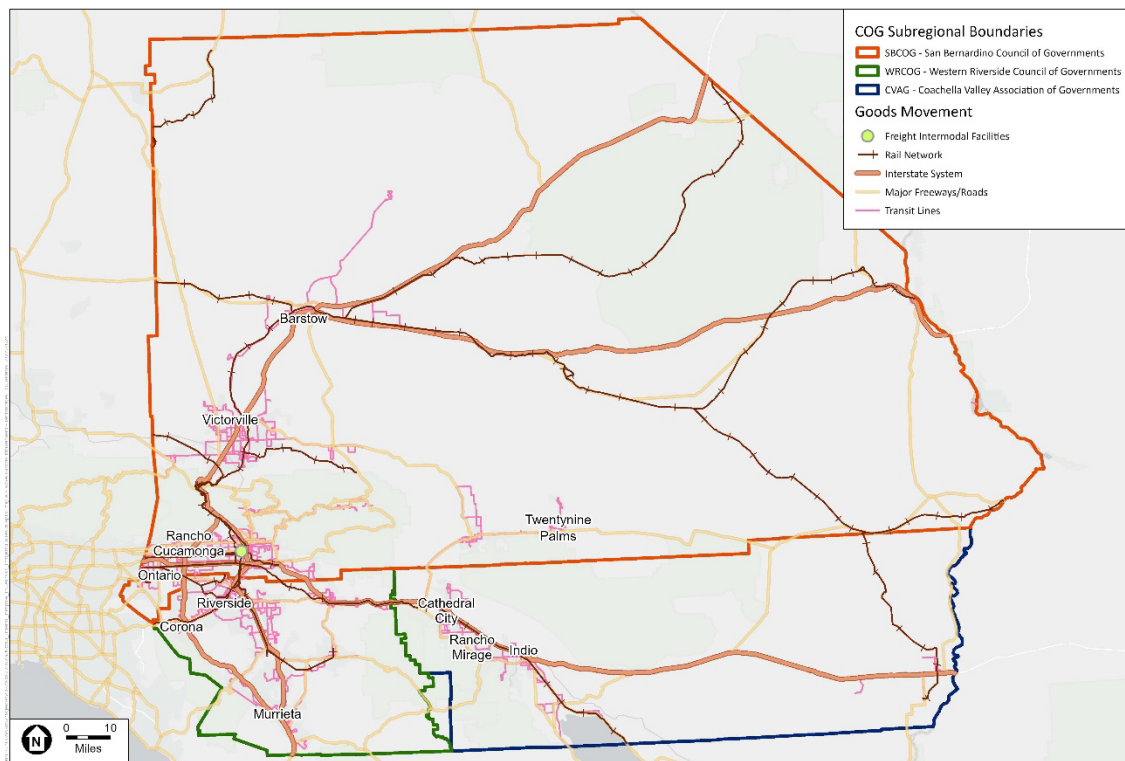 COG Subregional Boundaries
SBCOG - San Bernardino Council of Governments
WRCOG - Western Riverside Council of Governments
CVAG - Coachella Valley Association of Governments
Goods Movement
Freight Intermodal Facilities
Rail Network
Interstate System
Major Freeways/Roads
Transit Lines
Barstow
Victorville
Twentynine
Palms
Rancho
Cucamonga
Ontario
Riverside
Cathedral
City
Corona
Rancho
Mirage
Indio
Murrieta
N
0 10
Miles